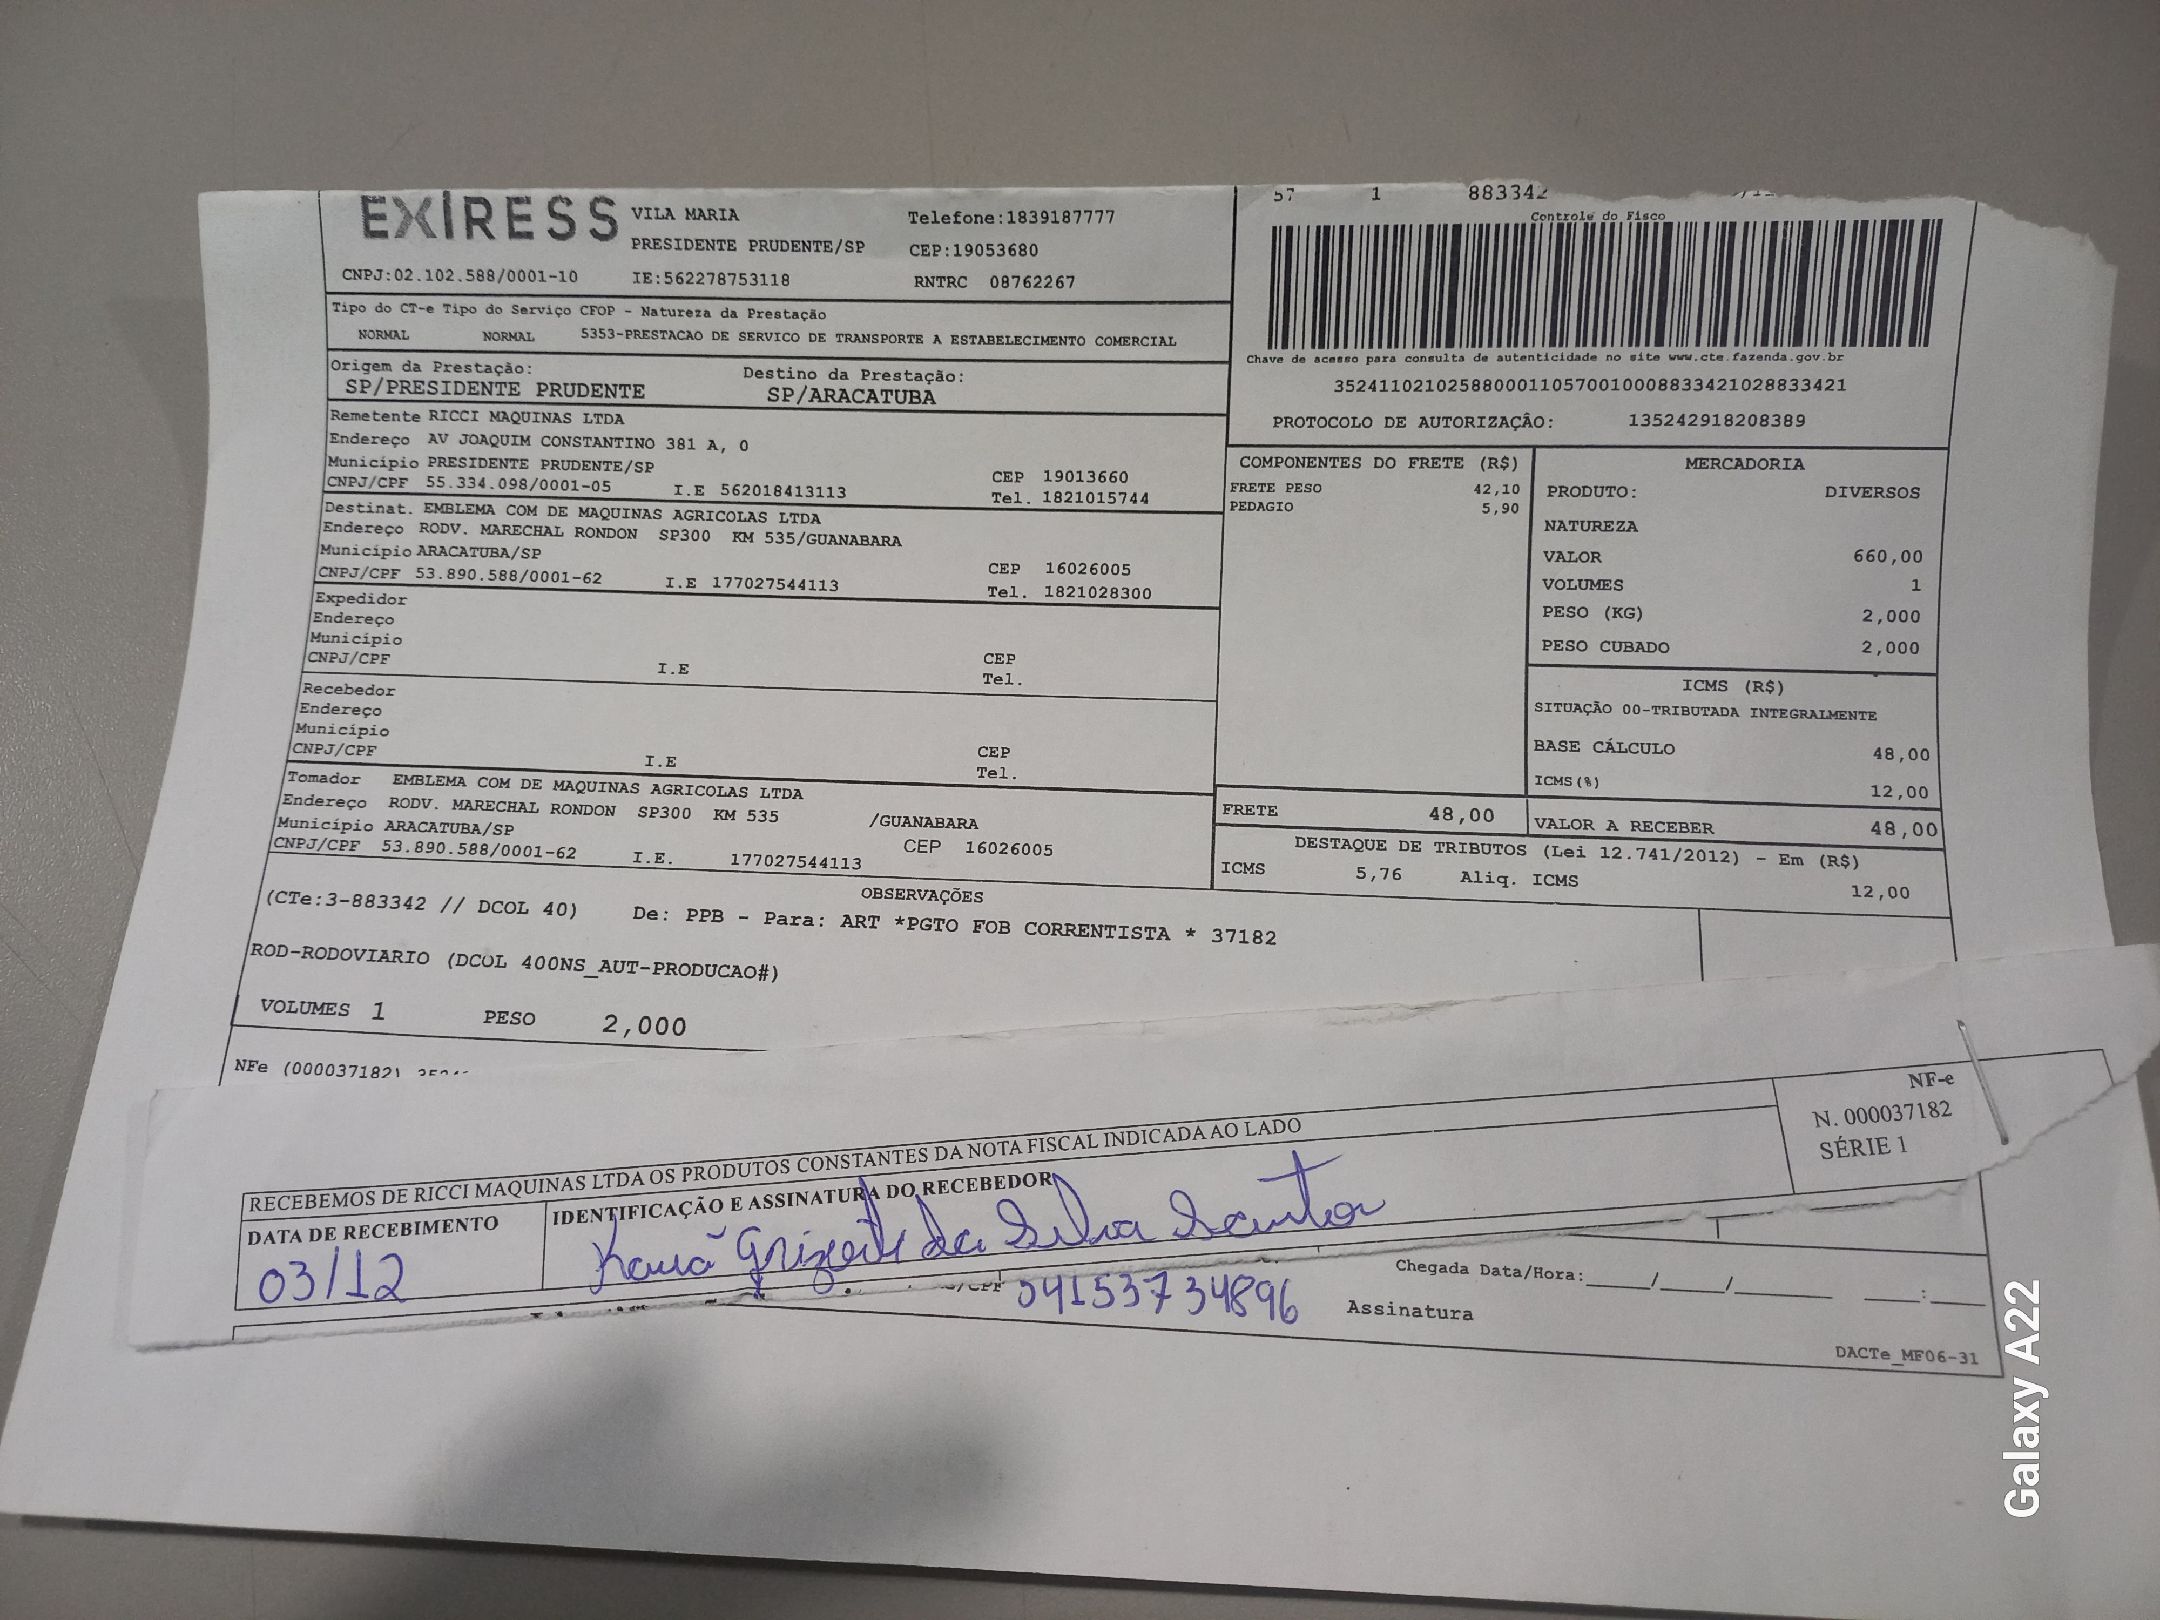 EXIRESS VILA MARIA Telefone:1839187777
PRESIDENTE PRUDENTE/SP CEP:19053680
CNPJ:02.102.588/0001-10 IE:562278753118 RNTRC 08762267
Tipo do CT-e Tipo do Serviço CFOP - Natureza da Prestação
NORMAL NORMAL 5353-PRESTACAO DE SERVICO DE TRANSPORTE A ESTABELECIMENTO COMERCIAL
Origem da Prestação: Destino da Prestação:
SP/PRESIDENTE PRUDENTE SP/ARACATUBA
Remetente RICCI MAQUINAS LTDA
Endereço AV JOAQUIM CONSTANTINO 381 A, 0
Município PRESIDENTE PRUDENTE/SP CEP 19013660
CNPJ/CPF 55.334.098/0001-05 I.E 562018413113 Tel. 1821015744
Destinat. EMBLEMA COM DE MAQUINAS AGRICOLAS LTDA
Endereço RODV. MARECHAL RONDON SP300 KM 535/GUANABARA
Município ARACATUBA/SP CEP 16026005
CNPJ/CPF 53.890.588/0001-62 I.E 177027544113 Tel. 1821028300
Expedidor
Endereço
Município
CNPJ/CPF I.E CEP
Tel.
Recebedor
Endereço
Município
CNPJ/CPF I.E CEP
Tel.
Tomador EMBLEMA COM DE MAQUINAS AGRICOLAS LTDA
Endereço RODV. MARECHAL RONDON SP300 KM 535 /GUANABARA
Município ARACATUBA/SP CEP 16026005
CNPJ/CPF 53.890.588/0001-62 I.E. 177027544113
57 1 883342
Controle do Fisco
Chave de acesso para consulta de autenticidade no site www.cte.fazenda.gov.br
35241102102588000110570010008833421028833421
PROTOCOLO DE AUTORIZAÇÃO: 135242918208389
COMPONENTES DO FRETE (R$)
FRETE PESO 42,10
PEDAGIO 5,90
MERCADORIA
PRODUTO: DIVERSOS
NATUREZA
VALOR 660,00
VOLUMES 1
PESO (KG) 2,000
PESO CUBADO 2,000
ICMS (R$)
SITUAÇÃO 00-TRIBUTADA INTEGRALMENTE
BASE CÁLCULO 48,00
ICMS(%) 12,00
FRETE 48,00 VALOR A RECEBER 48,00
DESTAQUE DE TRIBUTOS (Lei 12.741/2012) - Em (R$)
ICMS 5,76 Aliq. ICMS 12,00
OBSERVAÇÕES
(CTe:3-883342 // DCOL 40) De: PPB - Para: ART *PGTO FOB CORRENTISTA * 37182
ROD-RODOVIARIO (DCOL 400NS_AUT-PRODUCAO#)
VOLUMES 1 PESO 2,000
NFe (000037182)
NF-e
N. 000037182
SÉRIE 1
RECEBEMOS DE RICCI MAQUINAS LTDA OS PRODUTOS CONSTANTES DA NOTA FISCAL INDICADA AO LADO
DATA DE RECEBIMENTO IDENTIFICAÇÃO E ASSINATURA DO RECEBEDOR
03/12 Kauã da Silva Santos
/CPF 54153734896 Chegada Data/Hora:____/____/______ ___:___
Assinatura
DACTe_MF06-31
Galaxy A22